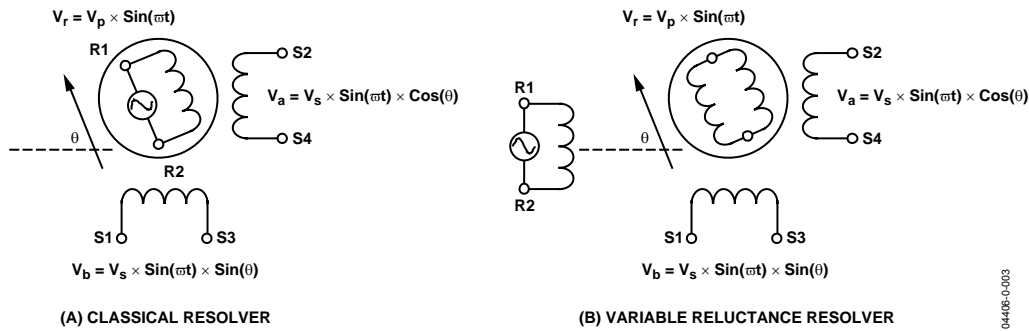 Vr = Vp × Sin(ϖt)
R1
S2
Va = Vs × Sin(ϖt) × Cos(θ)
θ
S4
R2
S1
S3
Vb = Vs × Sin(ϖt) × Sin(θ)
(A) CLASSICAL RESOLVER
Vr = Vp × Sin(ϖt)
S2
R1
Va = Vs × Sin(ϖt) × Cos(θ)
θ
S4
R2
S1
S3
Vb = Vs × Sin(ϖt) × Sin(θ)
(B) VARIABLE RELUCTANCE RESOLVER
04406-0-003